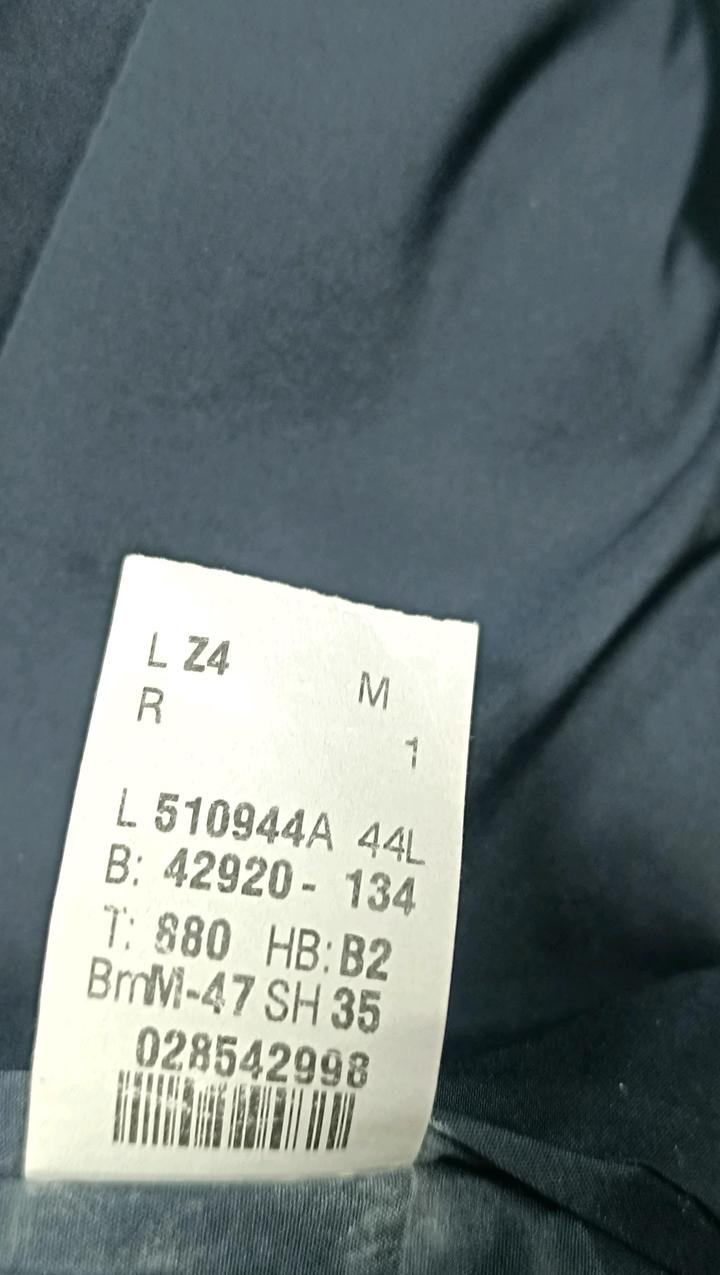 L Z4 M
R
1
L 510944A 44L
B: 42920- 134
T: 880 HB: B2
BmM-47 SH 35
028542998